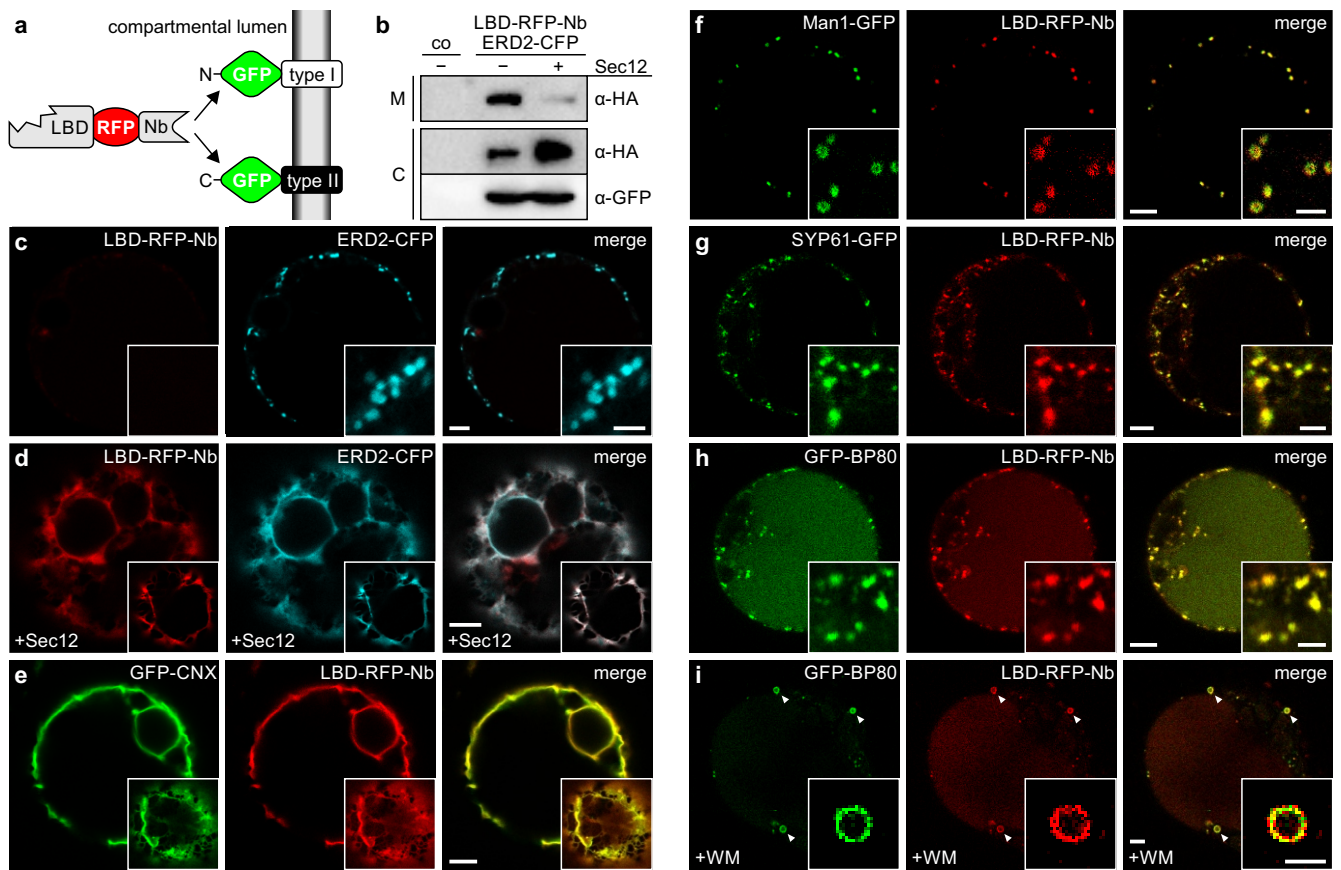 a
compartmental lumen
N-
GFP
type I
LBD
RFP
Nb
C-
GFP
type II
b
LBD-RFP-Nb
co
ERD2-CFP
–
–
+
Sec12
M
α-HA
C
α-HA
α-GFP
c
LBD-RFP-Nb
ERD2-CFP
merge
d
LBD-RFP-Nb
ERD2-CFP
merge
+Sec12
+Sec12
+Sec12
e
GFP-CNX
LBD-RFP-Nb
merge
f
Man1-GFP
LBD-RFP-Nb
merge
g
SYP61-GFP
LBD-RFP-Nb
merge
h
GFP-BP80
LBD-RFP-Nb
merge
i
GFP-BP80
LBD-RFP-Nb
merge
+WM
+WM
+WM